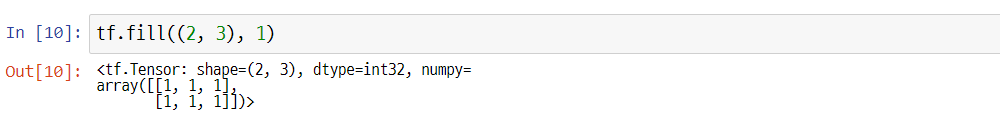 In [10]: tf.fill((2, 3), 1)
Out[10]: <tf.Tensor: shape=(2, 3), dtype=int32, numpy=
array([[1, 1, 1],
       [1, 1, 1]])>